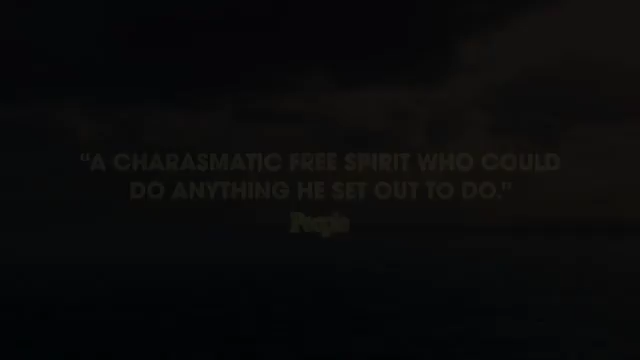 “A CHARASMATIC FREE SPIRIT WHO COULD
DO ANYTHING HE SET OUT TO DO.”
People